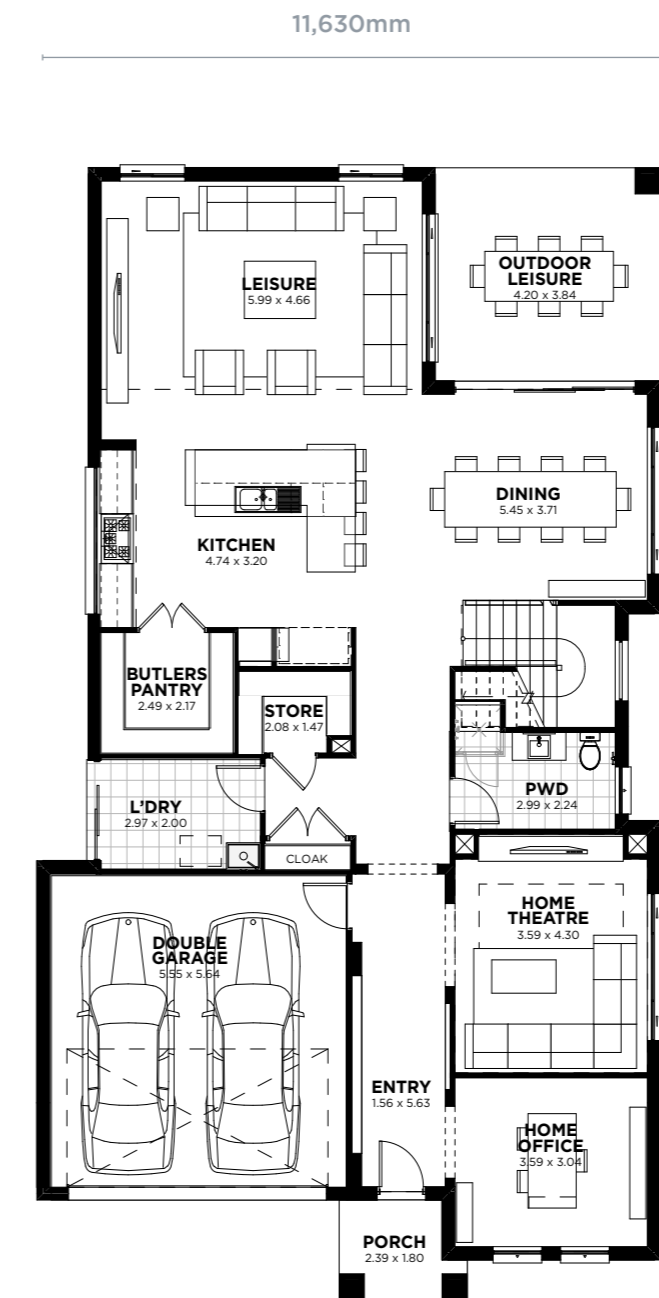 11,630mm
LEISURE
5.99 x 4.66
OUTDOOR
LEISURE
4.20 x 3.84
DINING
5.45 x 3.71
KITCHEN
4.74 x 3.20
BUTLERS
PANTRY
2.49 x 2.17
STORE
2.08 x 1.47
L'DRY
2.97 x 2.00
PWD
2.99 x 2.24
CLOAK
HOME
THEATRE
3.59 x 4.30
DOUBLE
GARAGE
5.55 x 5.64
ENTRY
1.56 x 5.63
HOME
OFFICE
3.59 x 3.04
PORCH
2.39 x 1.80